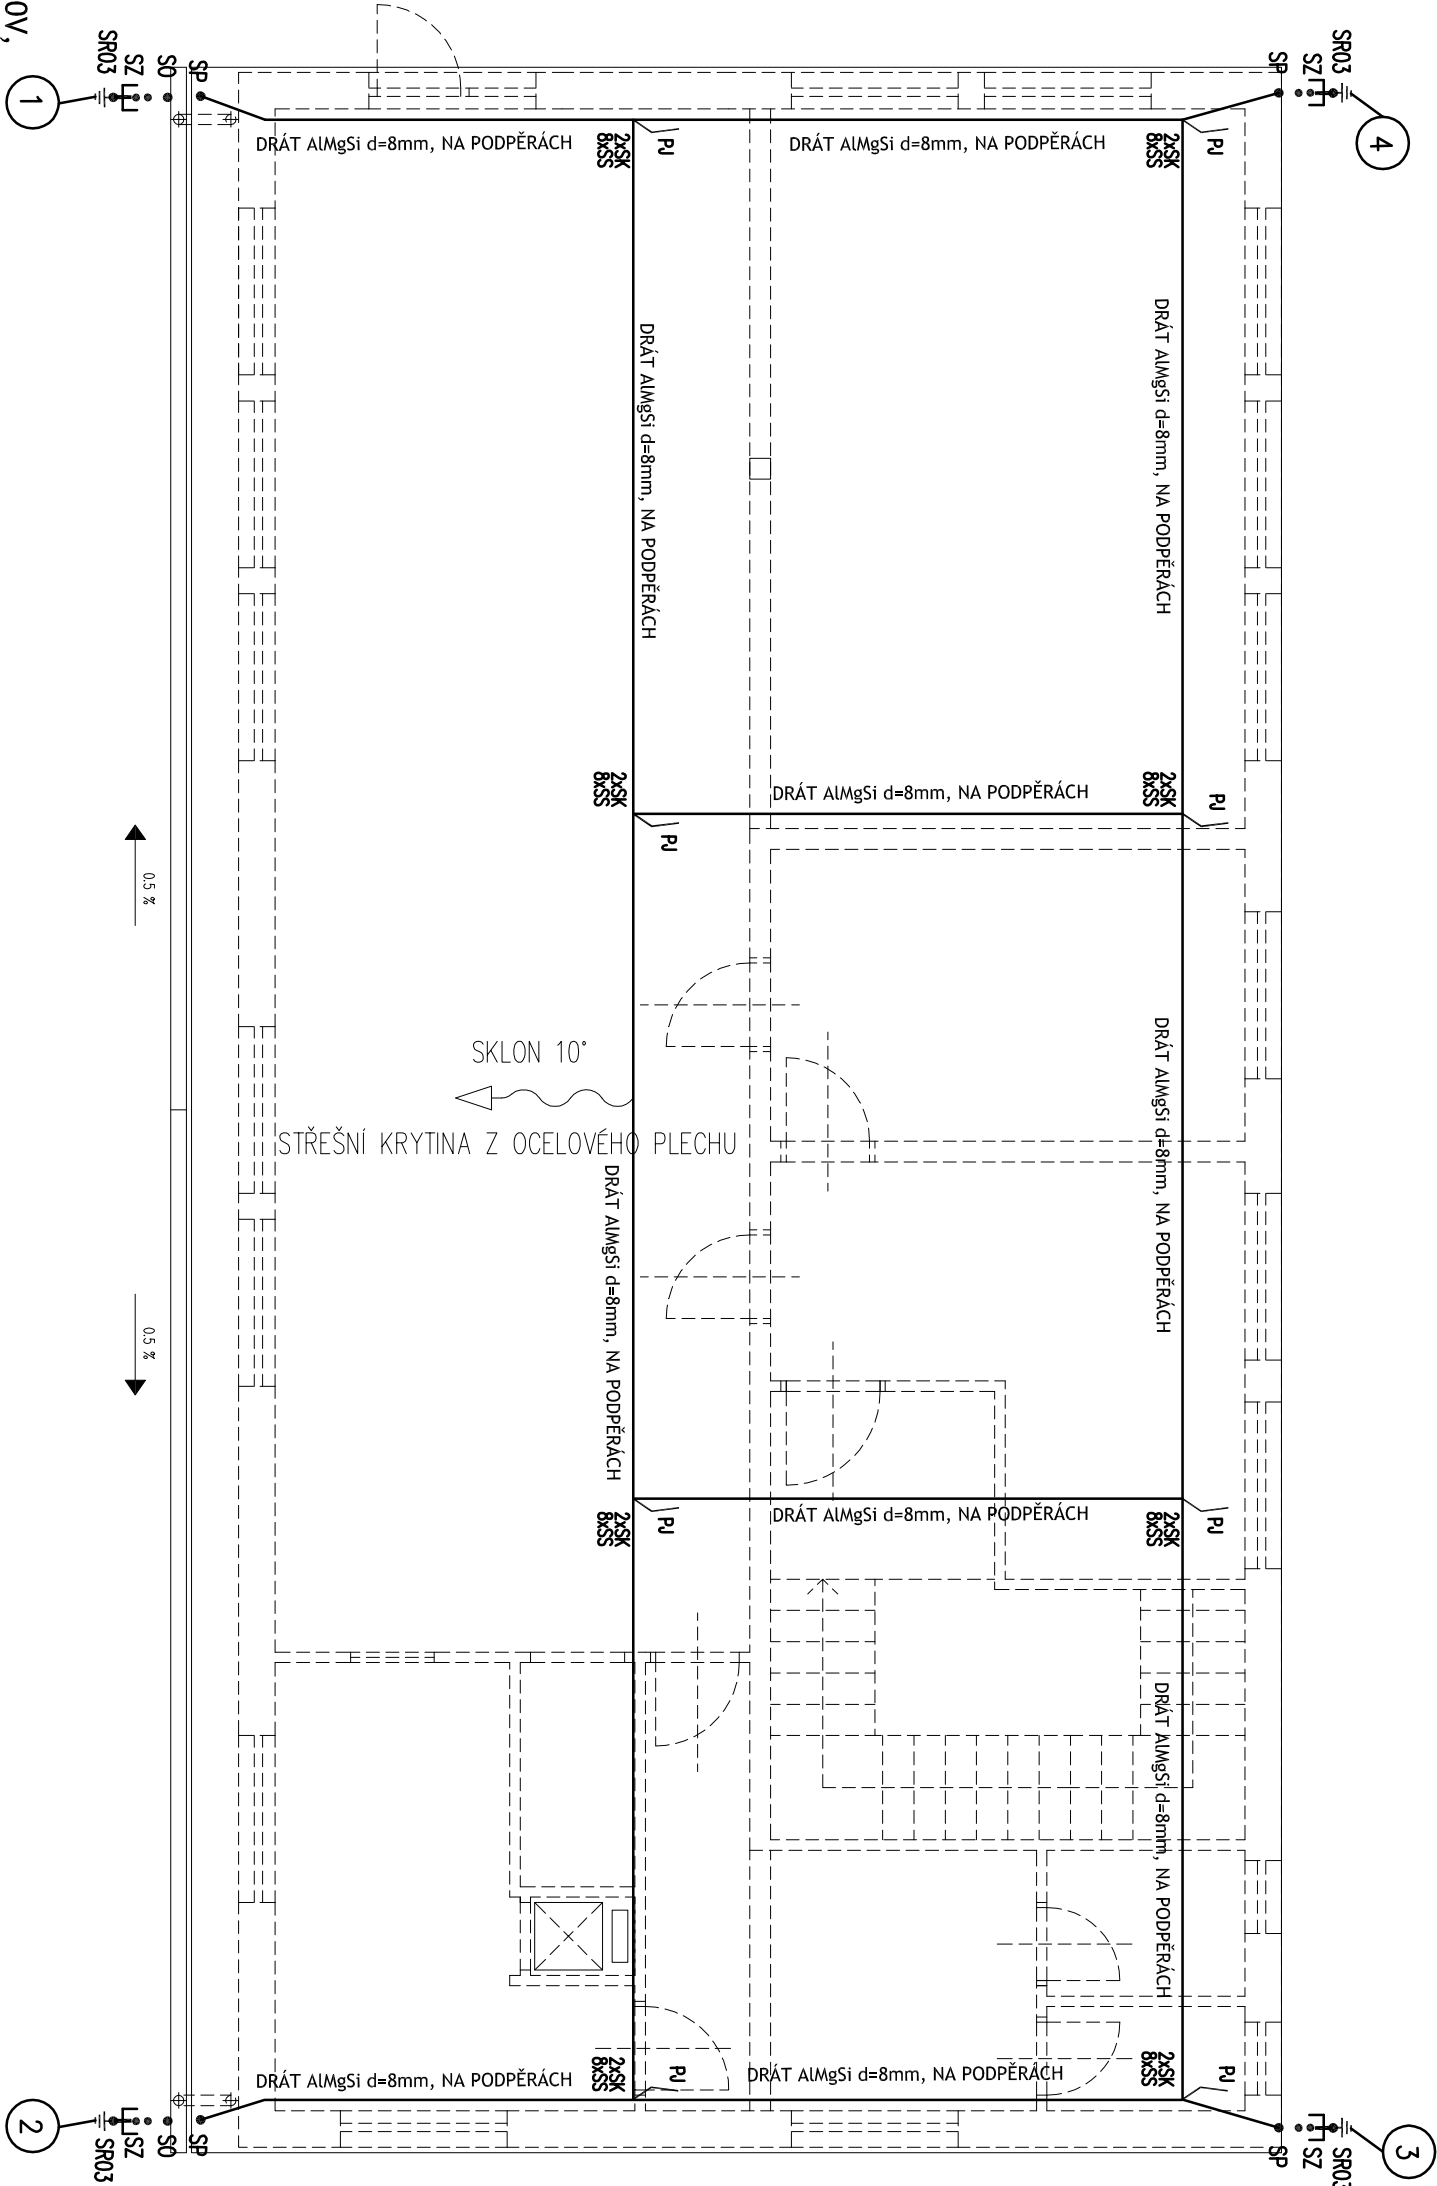 OV,
SR03
SZ
SO
SP
1
SP
SZ
SR03
4
DRÁT AlMgSi d=8mm, NA PODPĚRÁCH
2xSK
8xSS
PJ
DRÁT AlMgSi d=8mm, NA PODPĚRÁCH
2xSK
8xSS
PJ
DRÁT AlMgSi d=8mm, NA PODPĚRÁCH
DRÁT AlMgSi d=8mm, NA PODPĚRÁCH
2xSK
8xSS
PJ
DRÁT AlMgSi d=8mm, NA PODPĚRÁCH
2xSK
8xSS
PJ
0.5 %
SKLON 10°
STŘEŠNÍ KRYTINA Z OCELOVÉHO PLECHU
DRÁT AlMgSi d=8mm, NA PODPĚRÁCH
DRÁT AlMgSi d=8mm, NA PODPĚRÁCH
0.5 %
2xSK
8xSS
PJ
DRÁT AlMgSi d=8mm, NA PODPĚRÁCH
2xSK
8xSS
PJ
DRÁT AlMgSi d=8mm, NA PODPĚRÁCH
DRÁT AlMgSi d=8mm, NA PODPĚRÁCH
2xSK
8xSS
PJ
DRÁT AlMgSi d=8mm, NA PODPĚRÁCH
2xSK
8xSS
PJ
2
SR03
SZ
SO
SP
SP
SZ
SR03
3